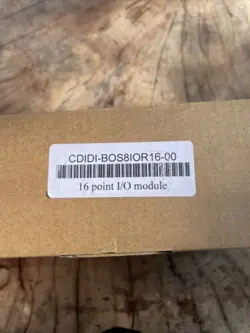 CDIDI-BOS8IOR16-00
16 point I/O module